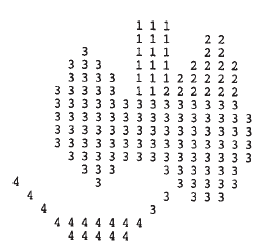 1 1 1
1 1 1 2 2
3 1 1 1 2 2
3 3 3 1 1 1 2 2 2 2
3 3 3 3 1 1 1 2 2 2 2 2
3 3 3 3 3 1 1 2 2 2 2 2 2
3 3 3 3 3 3 3 3 3 3 3 3 3 3
3 3 3 3 3 3 3 3 3 3 3 3 3 3 3
3 3 3 3 3 3 3 3 3 3 3 3 3 3 3
3 3 3 3 3 3 3 3 3 3 3 3 3 3 3
3 3 3 3 3 3 3 3 3 3 3 3 3 3
3 3 3 3 3 3 3 3 3
4 3 3 3 3 3 3
4 3 3 3 3
4 3
4 4 4 4 4 4 4
4 4 4 4 4